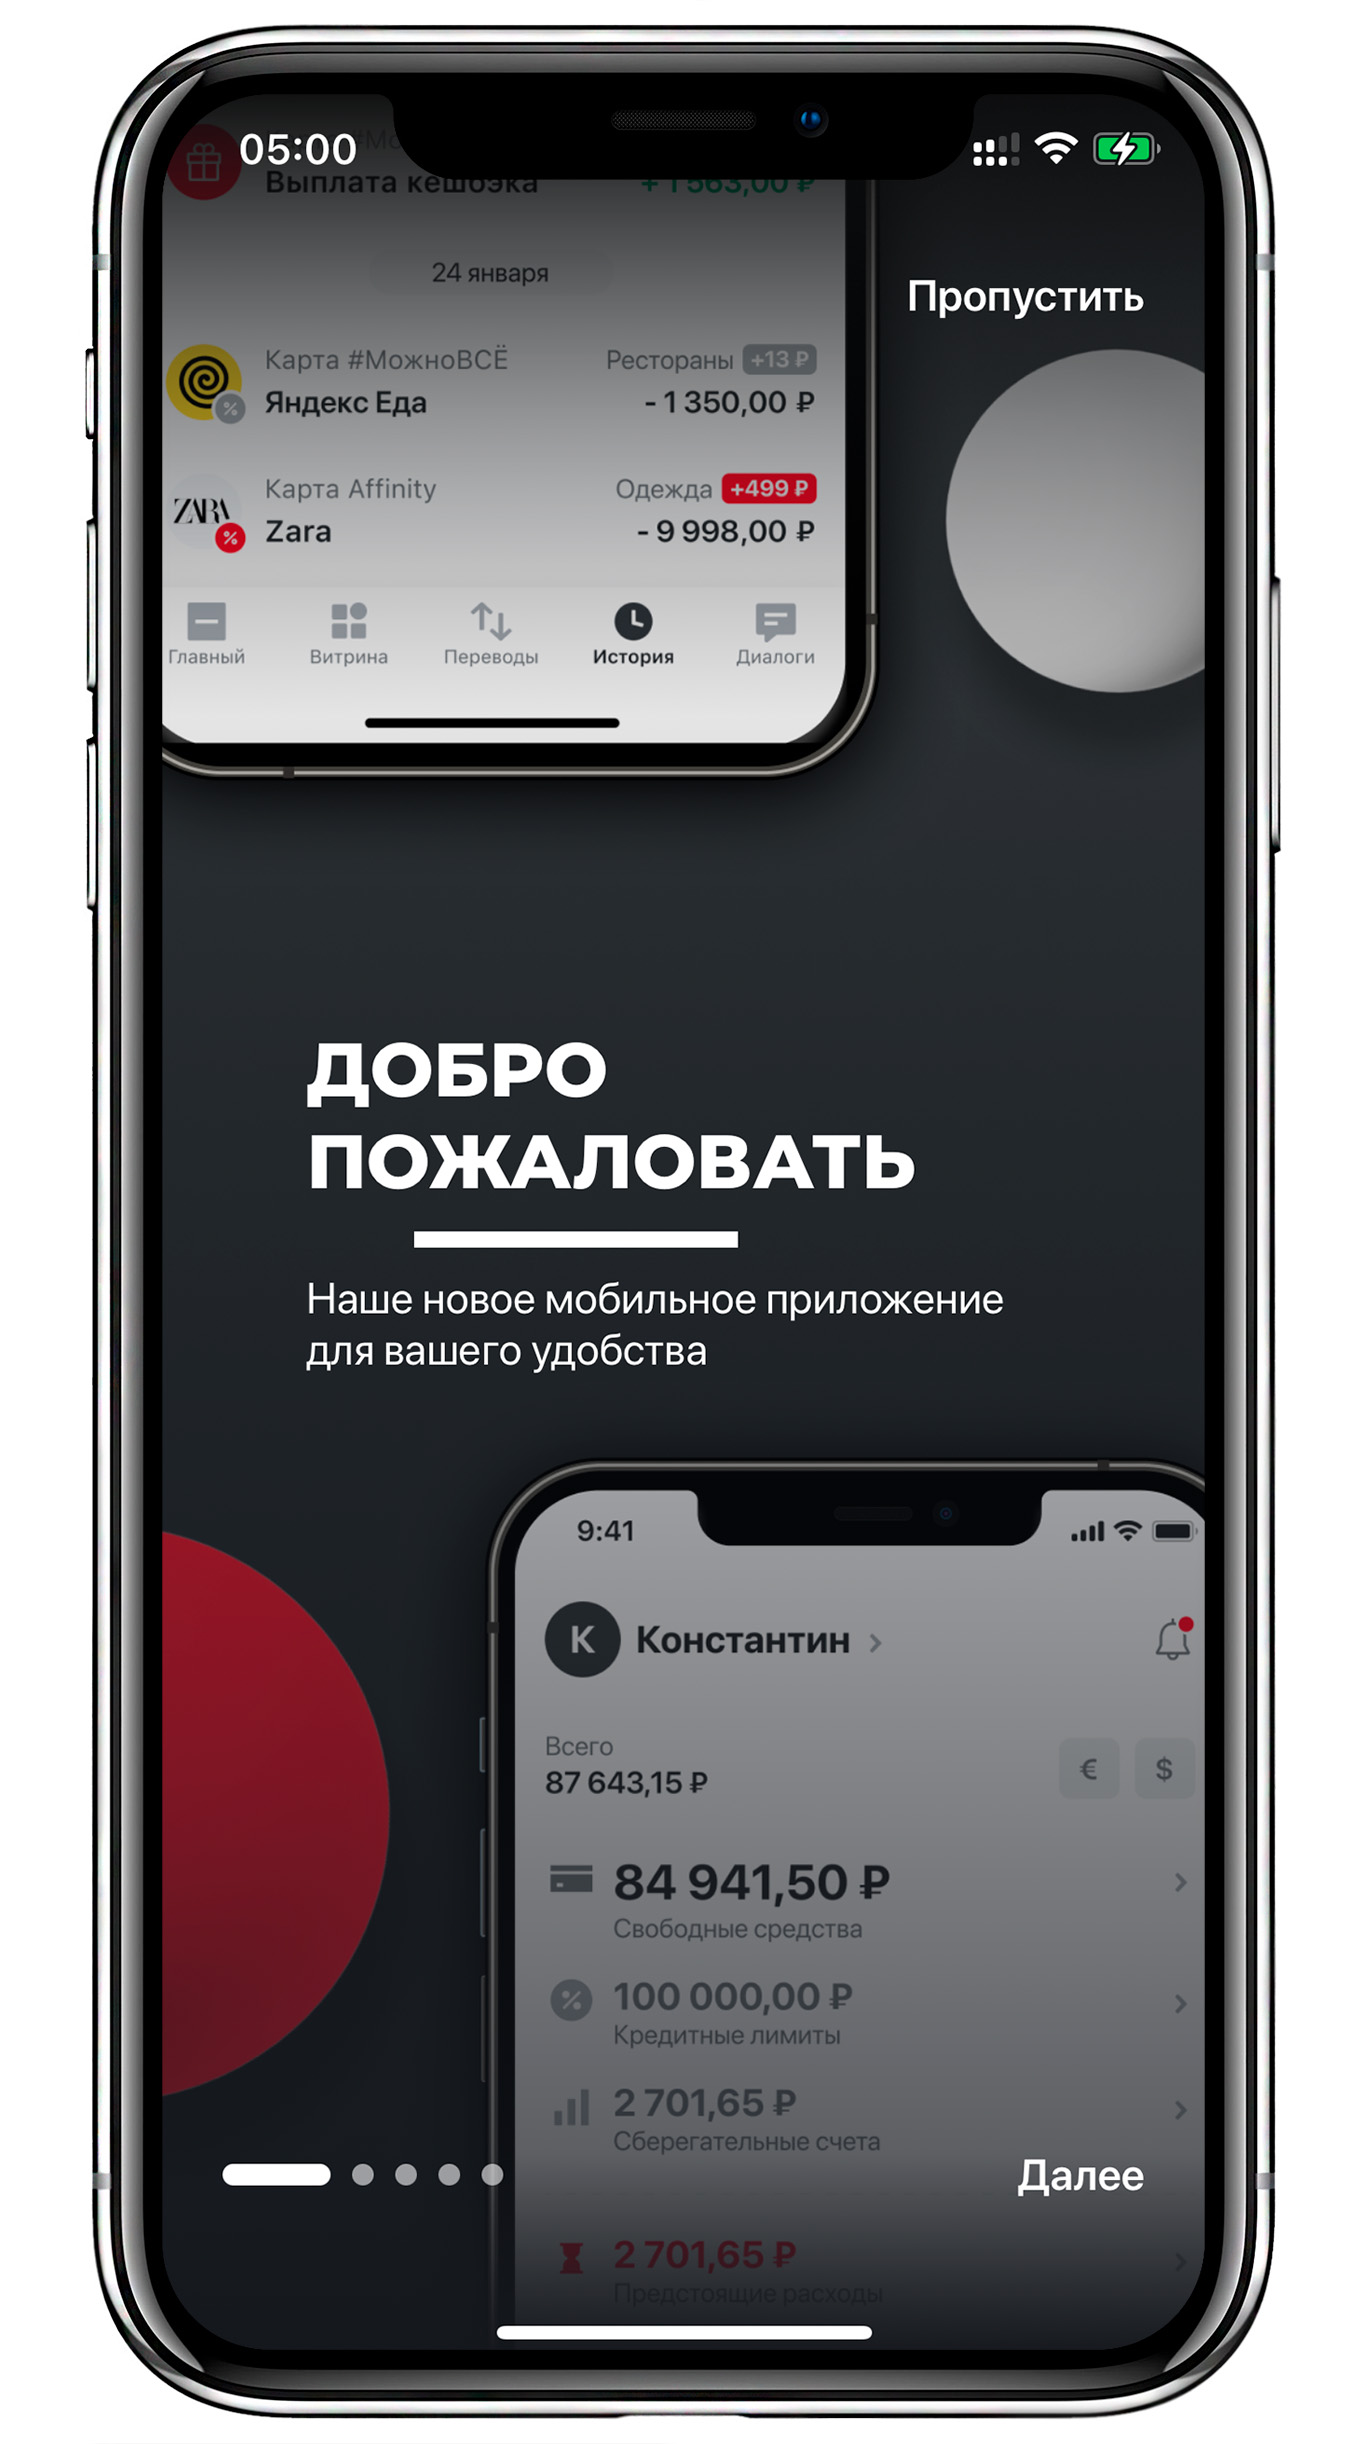 05:00
Выплата кешбэка + 1 563,00 ₽
24 января
Пропустить
Карта #МожноВСЁ Рестораны +13 ₽
Яндекс Еда - 1 350,00 ₽
ZARA Карта Affinity Одежда +499 ₽
Zara - 9 998,00 ₽
Главный Витрина Переводы История Диалоги
ДОБРО
ПОЖАЛОВАТЬ
Наше новое мобильное приложение
для вашего удобства
9:41
К Константин
Всего
87 643,15 ₽ € $
84 941,50 ₽
Свободные средства
100 000,00 ₽
Кредитные лимиты
2 701,65 ₽
Сберегательные счета
Далее
2 701,65 ₽
Предстоящие расходы